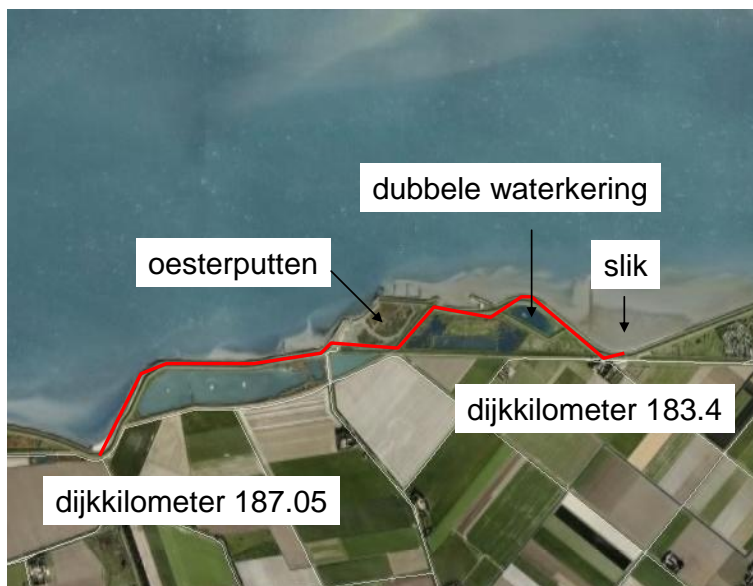 dubbele waterkering
oesterputten
slik
dijkkilometer 183.4
dijkkilometer 187.05